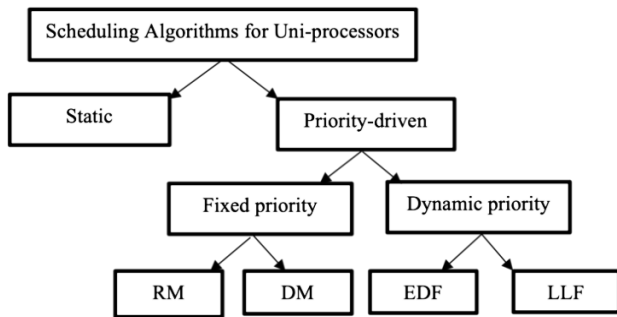 Scheduling Algorithms for Uni-processors
Static
Priority-driven
Fixed priority
Dynamic priority
RM
DM
EDF
LLF